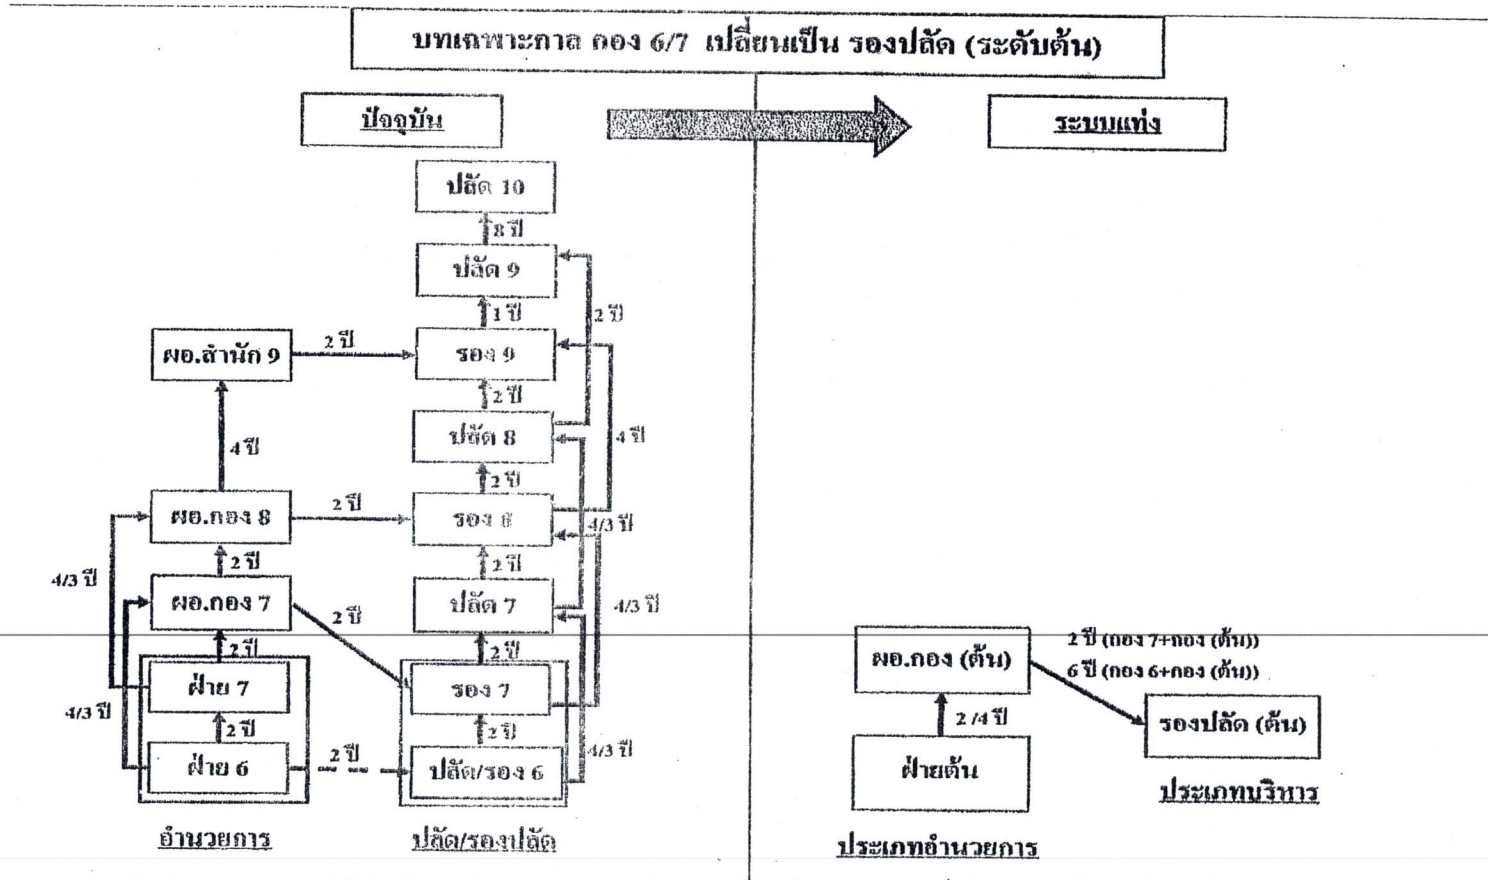 บทเฉพาะกาล กอง 6/7 เปลี่ยนเป็น รองปลัด (ระดับต้น)
ปัจจุบัน
ระบบแท่ง
ปลัด 10
8 ปี
ปลัด 9
1 ปี
2 ปี
ผอ.สำนัก 9
2 ปี
รอง 9
2 ปี
4 ปี
ปลัด 8
4 ปี
2 ปี
ผอ.กอง 8
2 ปี
รอง 8
4/3 ปี
4/3 ปี
2 ปี
2 ปี
ผอ.กอง 7
2 ปี
ปลัด 7
4/3 ปี
2 ปี
2 ปี
ฝ่าย 7
รอง 7
4/3 ปี
2 ปี
2 ปี
2 ปี
4/3 ปี
ฝ่าย 6
ปลัด/รอง 6
อำนวยการ
ปลัด/รองปลัด
ผอ.กอง (ต้น)
2 ปี (กอง 7+กอง (ต้น))
6 ปี (กอง 6+กอง (ต้น))
2 /4 ปี
รองปลัด (ต้น)
ฝ่ายต้น
ประเภทบริหาร
ประเภทอำนวยการ